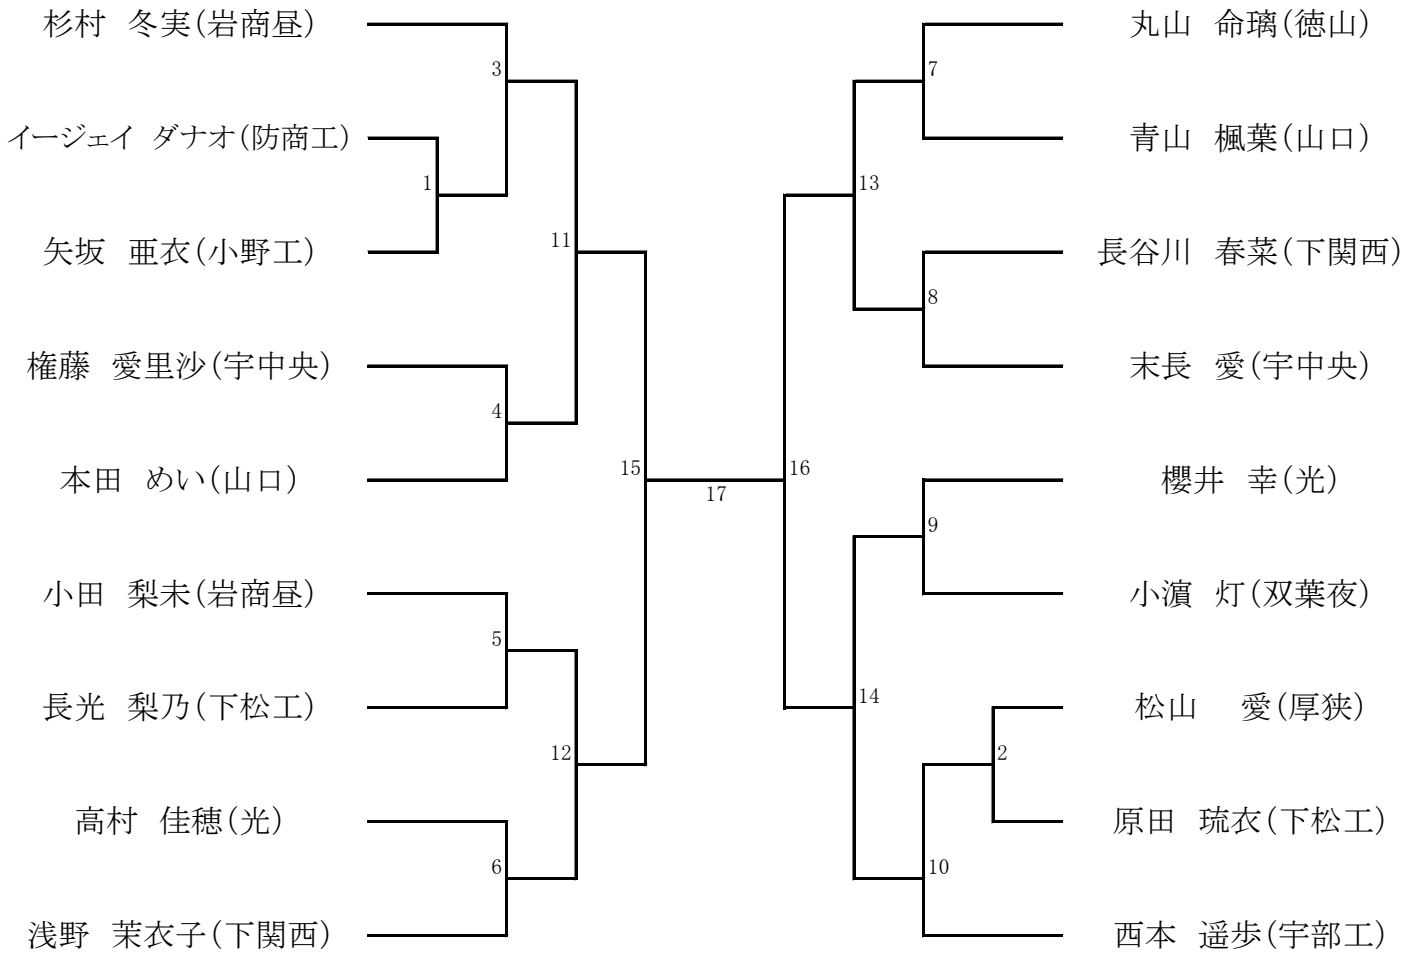 杉村 冬実(岩商昼)
イージェイ ダナオ(防商工)
矢坂 亜衣(小野工)
権藤 愛里沙(宇中央)
本田 めい(山口)
小田 梨未(岩商昼)
長光 梨乃(下松工)
高村 佳穂(光)
浅野 茉衣子(下関西)
3
1
11
4
15
5
12
6
17
7
13
8
16
9
14
2
10
丸山 命璃(徳山)
青山 楓葉(山口)
長谷川 春菜(下関西)
末長 愛(宇中央)
櫻井 幸(光)
小濵 灯(双葉夜)
松山 愛(厚狭)
原田 琉衣(下松工)
西本 遥歩(宇部工)